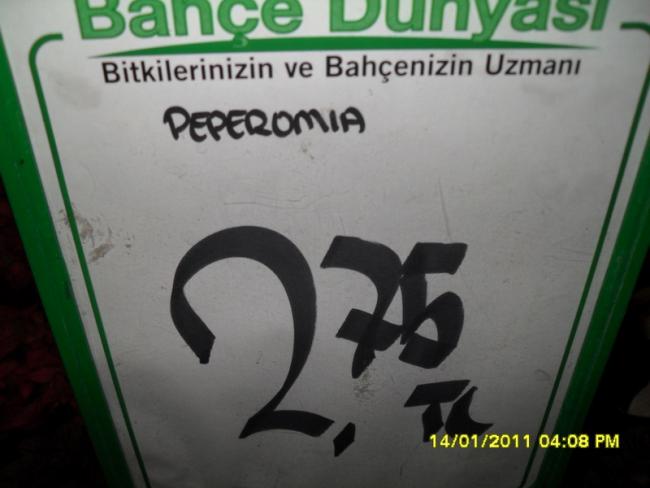 Bahçe Dünyası
Bitkilerinizin ve Bahçenizin Uzmanı
PEPEROMIA
2,75
TL
14/01/2011 04:08 PM